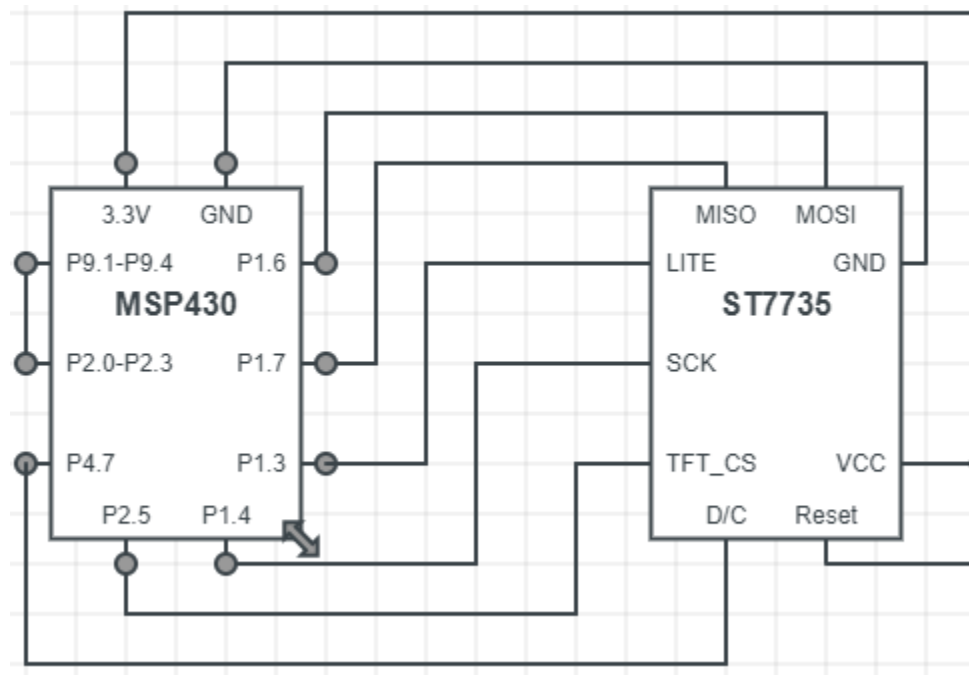 3.3V GND
P9.1-P9.4 P1.6
MSP430
P2.0-P2.3 P1.7
P4.7 P1.3
P2.5 P1.4
MISO MOSI
LITE GND
ST7735
SCK
TFT_CS VCC
D/C Reset